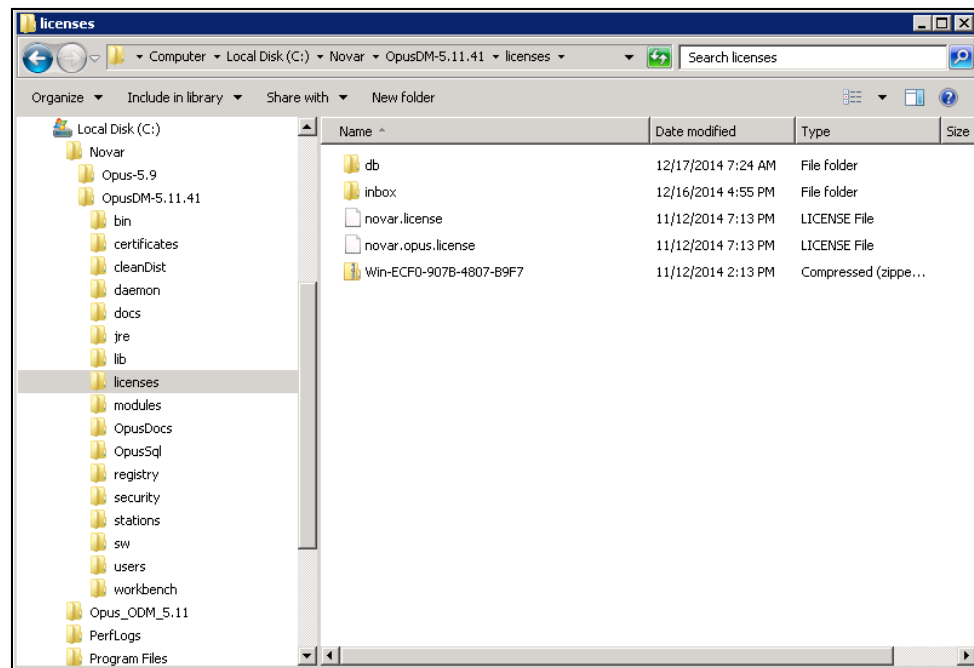 licenses
Computer Local Disk (C:) Novar OpusDM-5.11.41 licenses Search licenses
Organize Include in library Share with New folder
Local Disk (C:)
Novar
Opus-5.9
OpusDM-5.11.41
bin
certificates
cleanDist
daemon
docs
jre
lib
licenses
modules
OpusDocs
OpusSql
registry
security
stations
sw
users
workbench
Opus_ODM_5.11
PerfLogs
Program Files
Name Date modified Type Size
db 12/17/2014 7:24 AM File folder
inbox 12/16/2014 4:55 PM File folder
novar.license 11/12/2014 7:13 PM LICENSE File
novar.opus.license 11/12/2014 7:13 PM LICENSE File
Win-ECF0-907B-4807-B9F7 11/12/2014 2:13 PM Compressed (zippe...